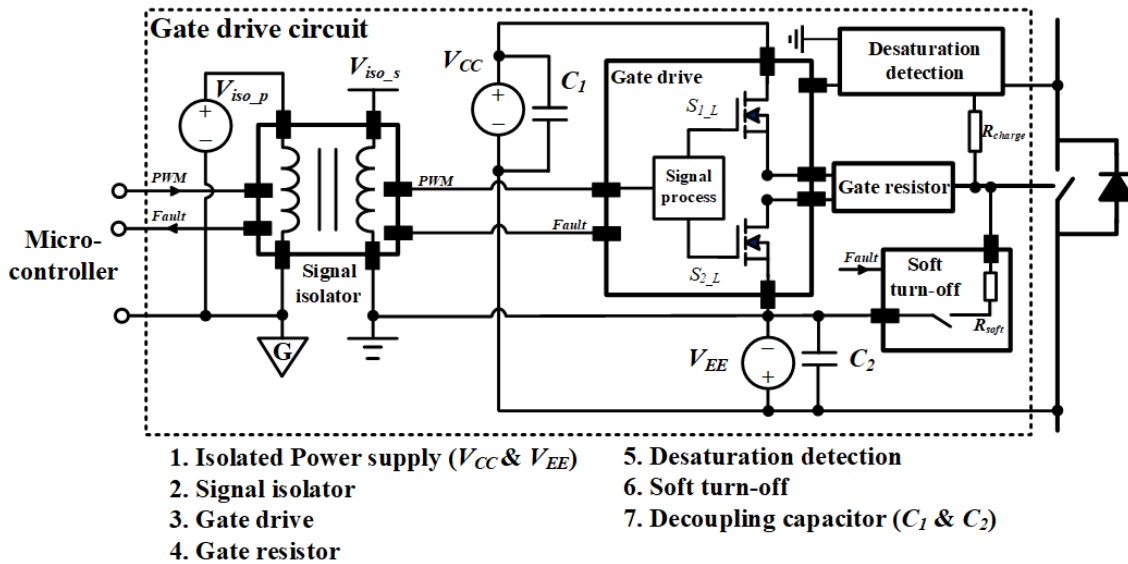 Gate drive circuit
V_iso_p
V_iso_s
V_CC
C_1
Gate drive
Desaturation
detection
S_1_L
R_charge
PWM
PWM
Signal
process
Gate resistor
Fault
Fault
Micro-
controller
Signal
isolator
S_2_L
Fault
Soft
turn-off
R_soft
G
V_EE
C_2
+
−
+
−
−
+
1. Isolated Power supply (V_CC & V_EE)
2. Signal isolator
3. Gate drive
4. Gate resistor
5. Desaturation detection
6. Soft turn-off
7. Decoupling capacitor (C_1 & C_2)